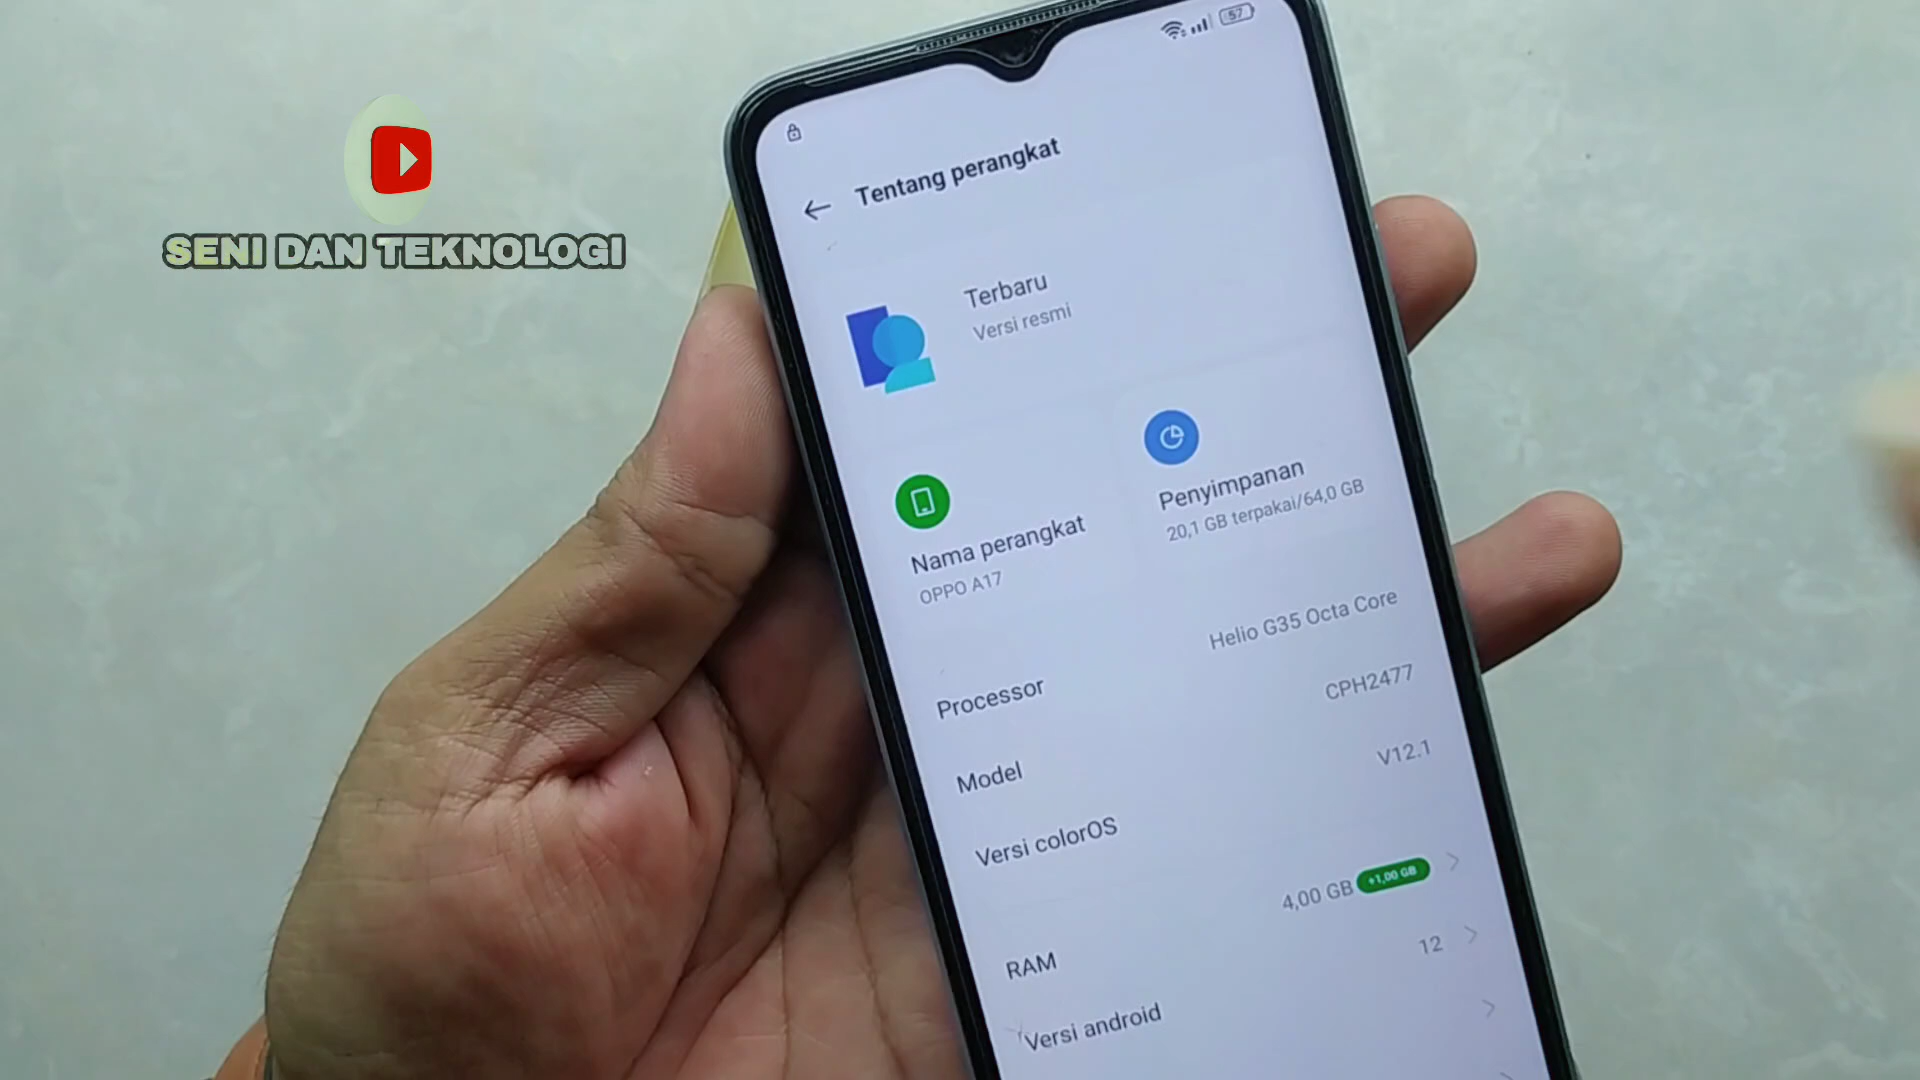 57
SENI DAN TEKNOLOGI
Tentang perangkat
Terbaru
Versi resmi
Nama perangkat
OPPO A17
Penyimpanan
20,1 GB terpakai/64,0 GB
Processor
Helio G35 Octa Core
Model
CPH2477
Versi colorOS
V12.1
RAM
4,00 GB +1,00 GB
Versi android
12